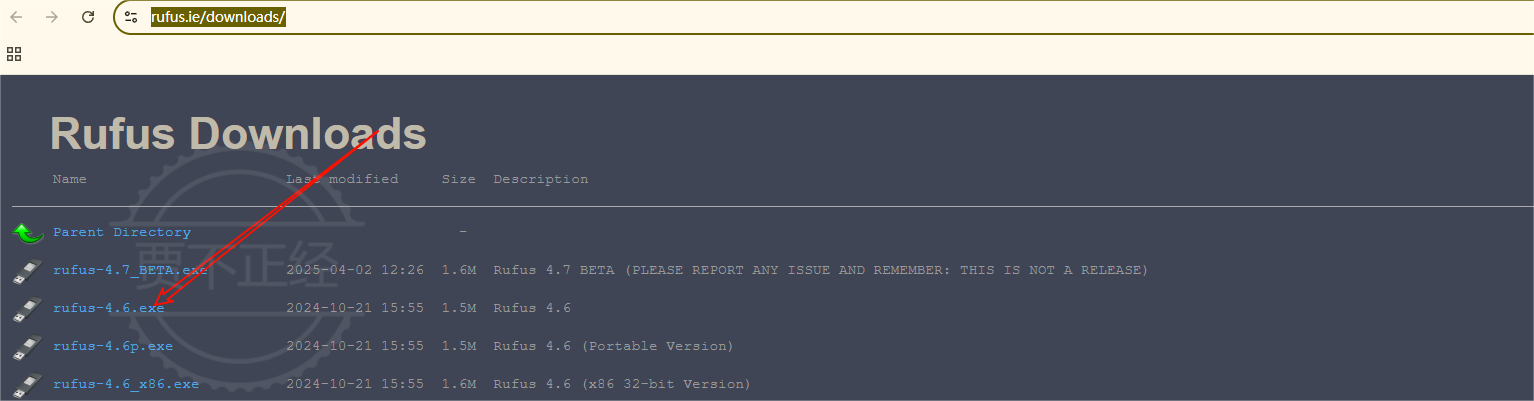 rufus.ie/downloads/
Rufus Downloads
Name Last modified Size Description
Parent Directory -
rufus-4.7_BETA.exe 2025-04-02 12:26 1.6M Rufus 4.7 BETA (PLEASE REPORT ANY ISSUE AND REMEMBER: THIS IS NOT A RELEASE)
贾不正经
rufus-4.6.exe 2024-10-21 15:55 1.5M Rufus 4.6
rufus-4.6p.exe 2024-10-21 15:55 1.5M Rufus 4.6 (Portable Version)
rufus-4.6_x86.exe 2024-10-21 15:55 1.6M Rufus 4.6 (x86 32-bit Version)